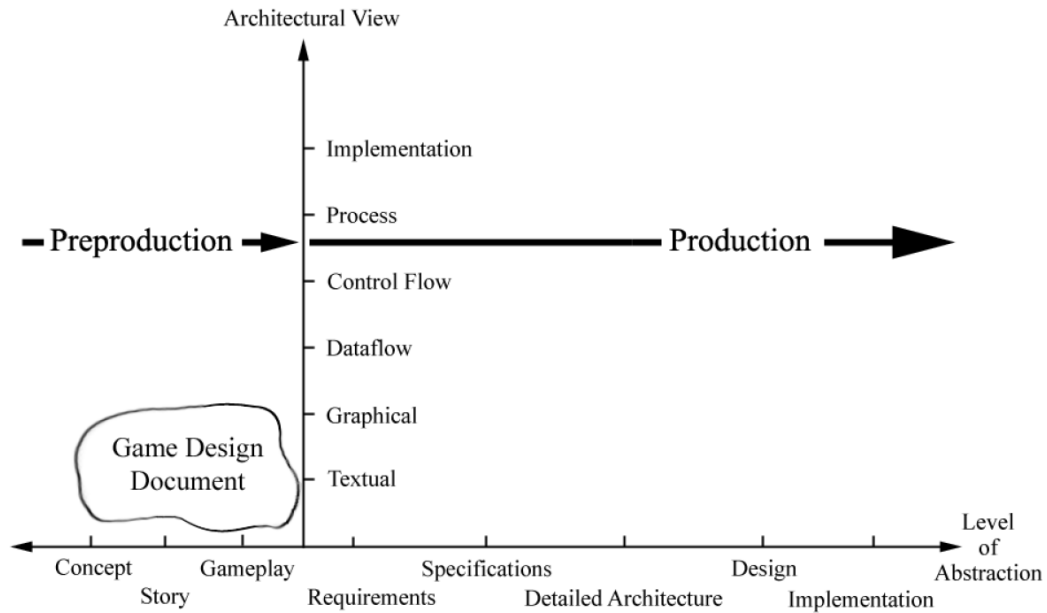 Architectural View
Implementation
Process
Preproduction
Production
Control Flow
Dataflow
Graphical
Game Design
Document
Textual
Level
of
Abstraction
Concept
Gameplay
Specifications
Design
Story
Requirements
Detailed Architecture
Implementation